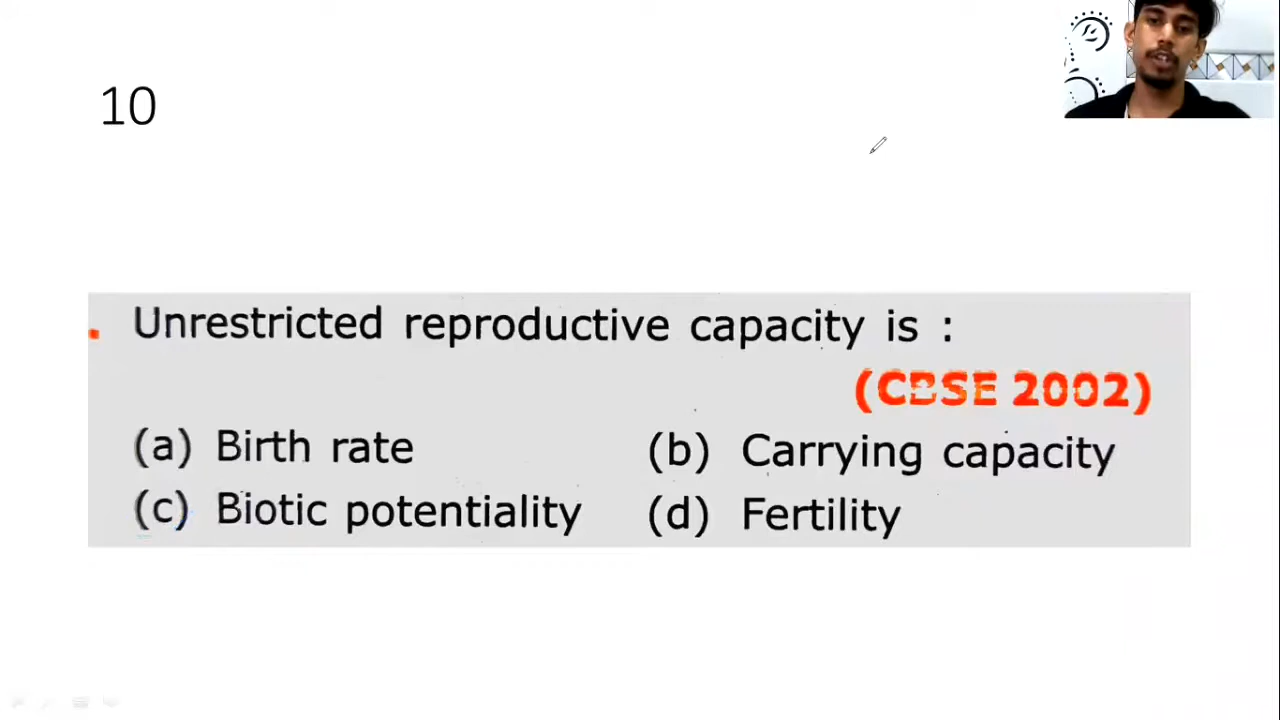 10
. Unrestricted reproductive capacity is :
(CBSE 2002)
(a) Birth rate (b) Carrying capacity
(c) Biotic potentiality (d) Fertility